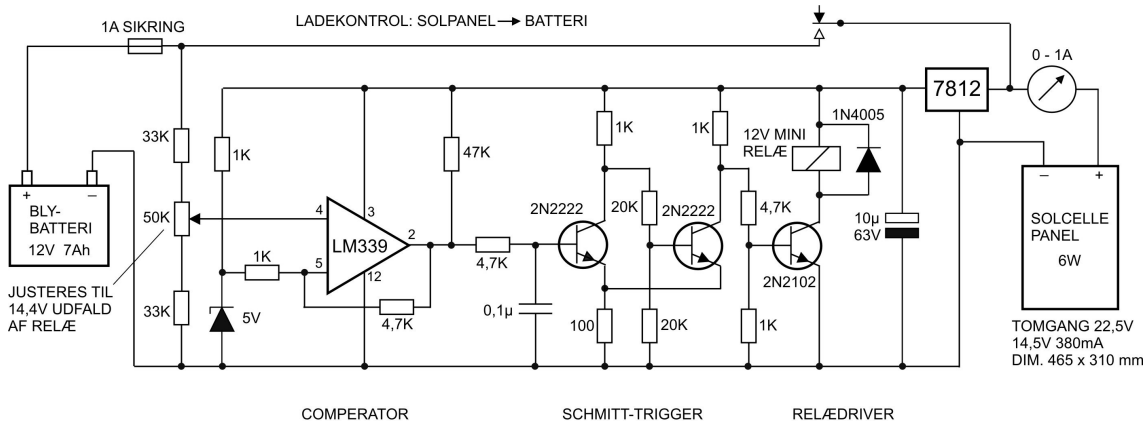 LADEKONTROL: SOLPANEL → BATTERI
1A SIKRING
0 - 1A
7812
33K
1K
47K
1K
1K
12V MINI
RELÆ
1N4005
+
–
BLY-
BATTERI
12V 7Ah
50K
4
3
2
LM339
5
12
1K
4,7K
4,7K
2N2222
20K
2N2222
4,7K
2N2102
10µ
63V
–
+
SOLCELLE
PANEL
6W
JUSTERES TIL
14,4V UDFALD
AF RELÆ
33K
5V
0,1µ
100
20K
1K
TOMGANG 22,5V
14,5V 380mA
DIM. 465 x 310 mm
COMPERATOR
SCHMITT-TRIGGER
RELÆDRIVER